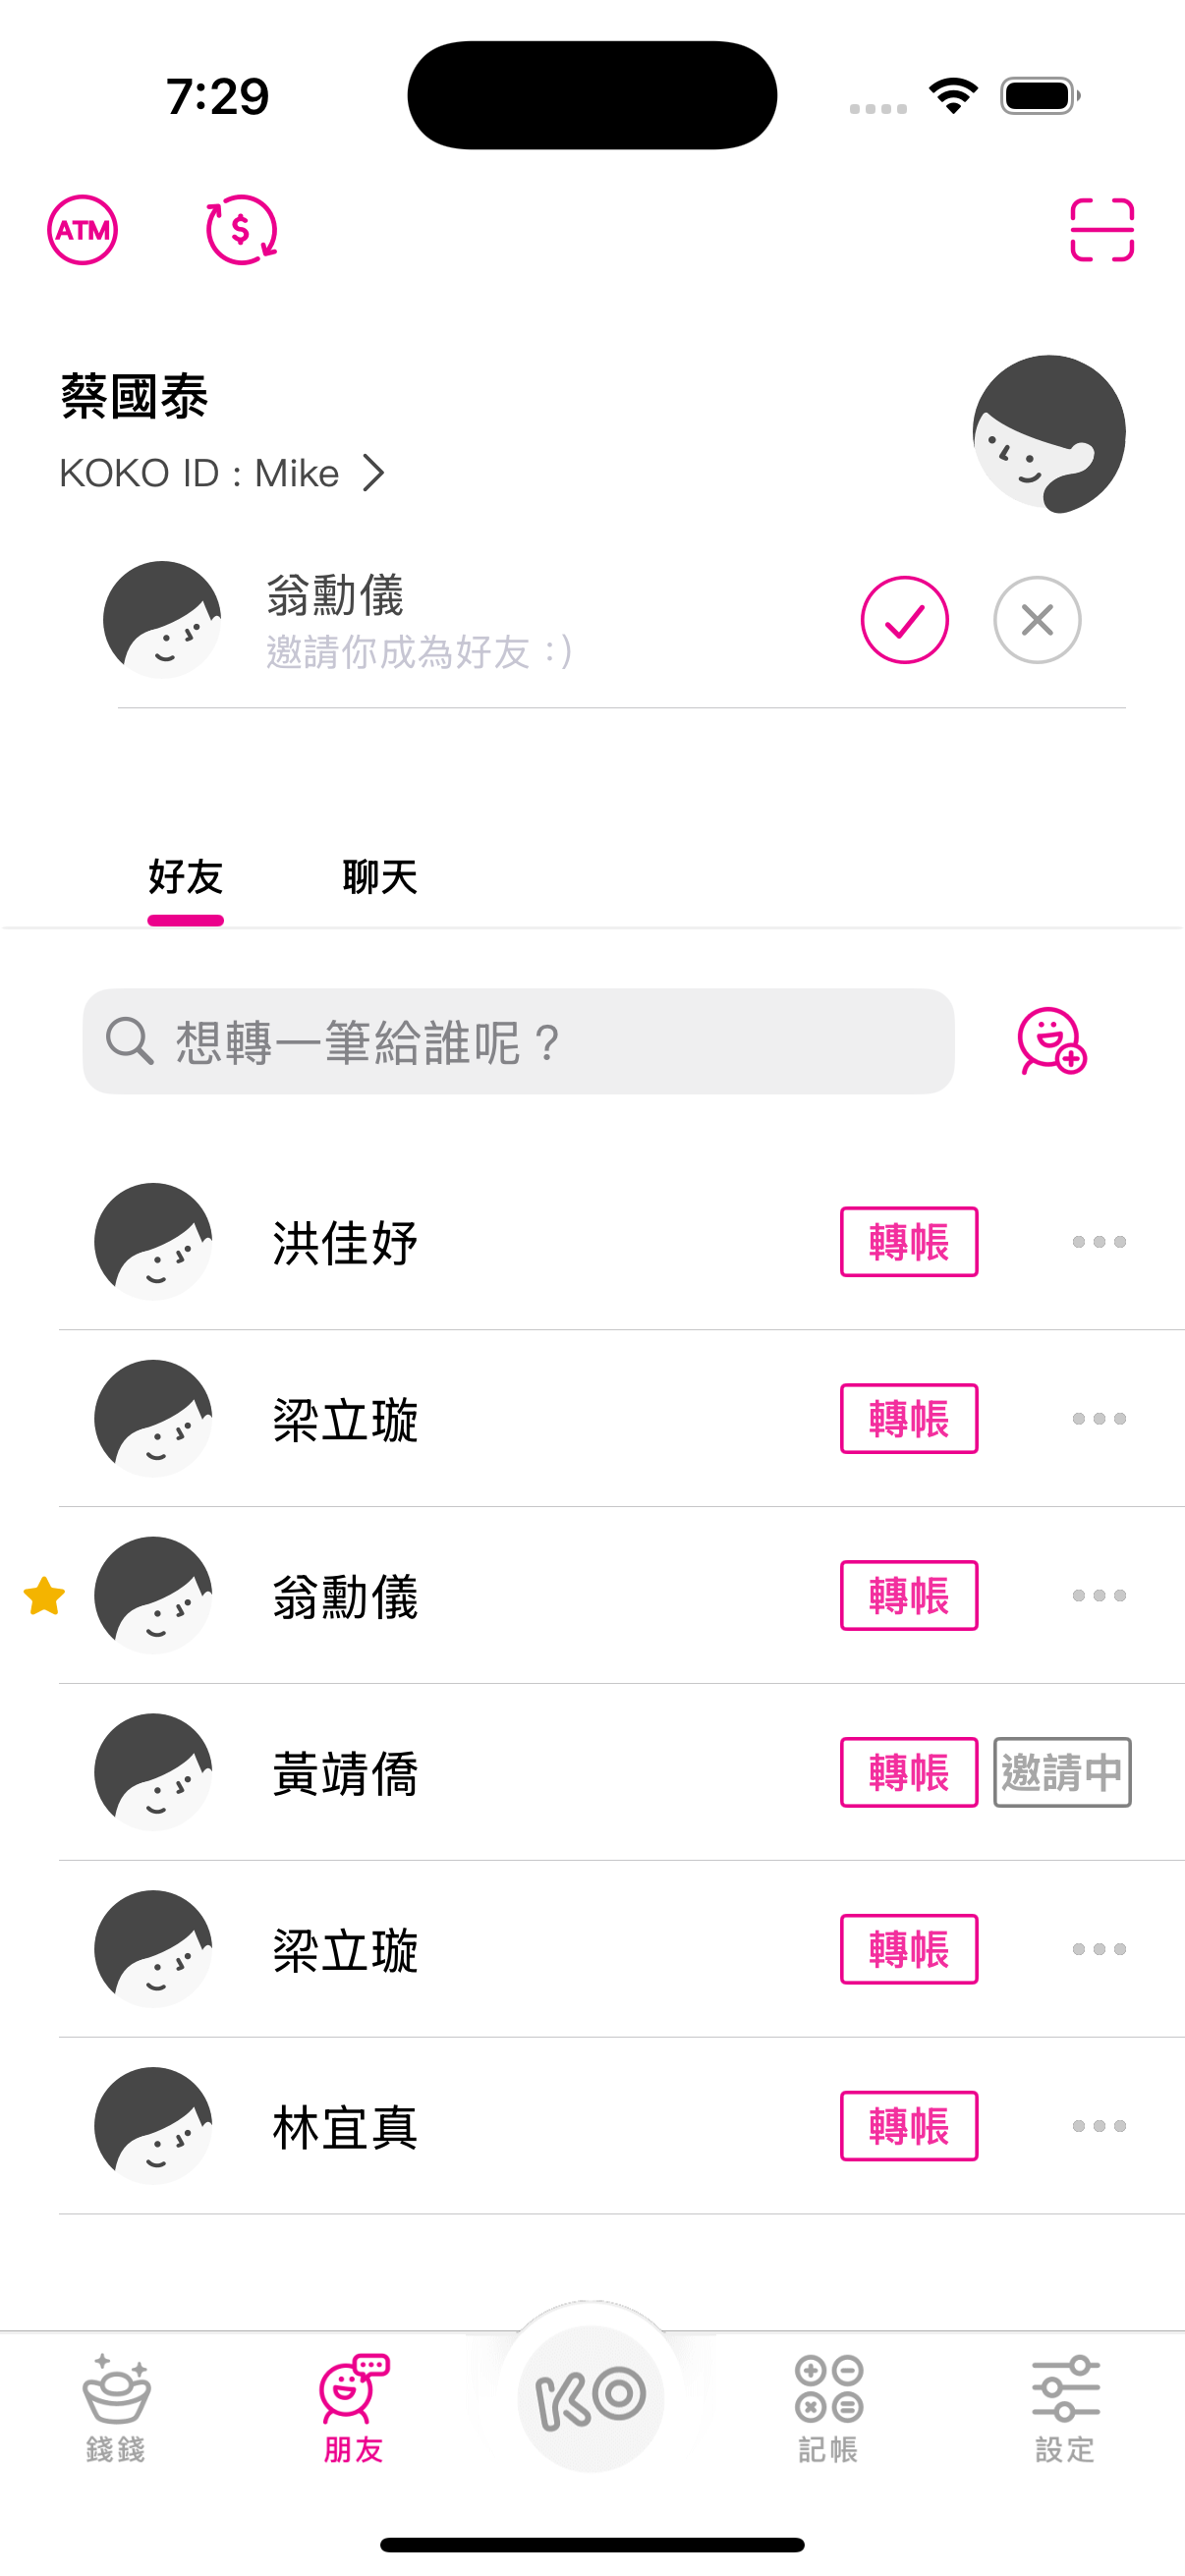 7:29
ATM
$
蔡國泰
KOKO ID : Mike
翁勳儀
邀請你成為好友 : )
好友 聊天
想轉一筆給誰呢？
洪佳妤 轉帳
梁立璇 轉帳
翁勳儀 轉帳
黃靖僑 轉帳 邀請中
梁立璇 轉帳
林宜真 轉帳
KO
錢錢 朋友 記帳 設定